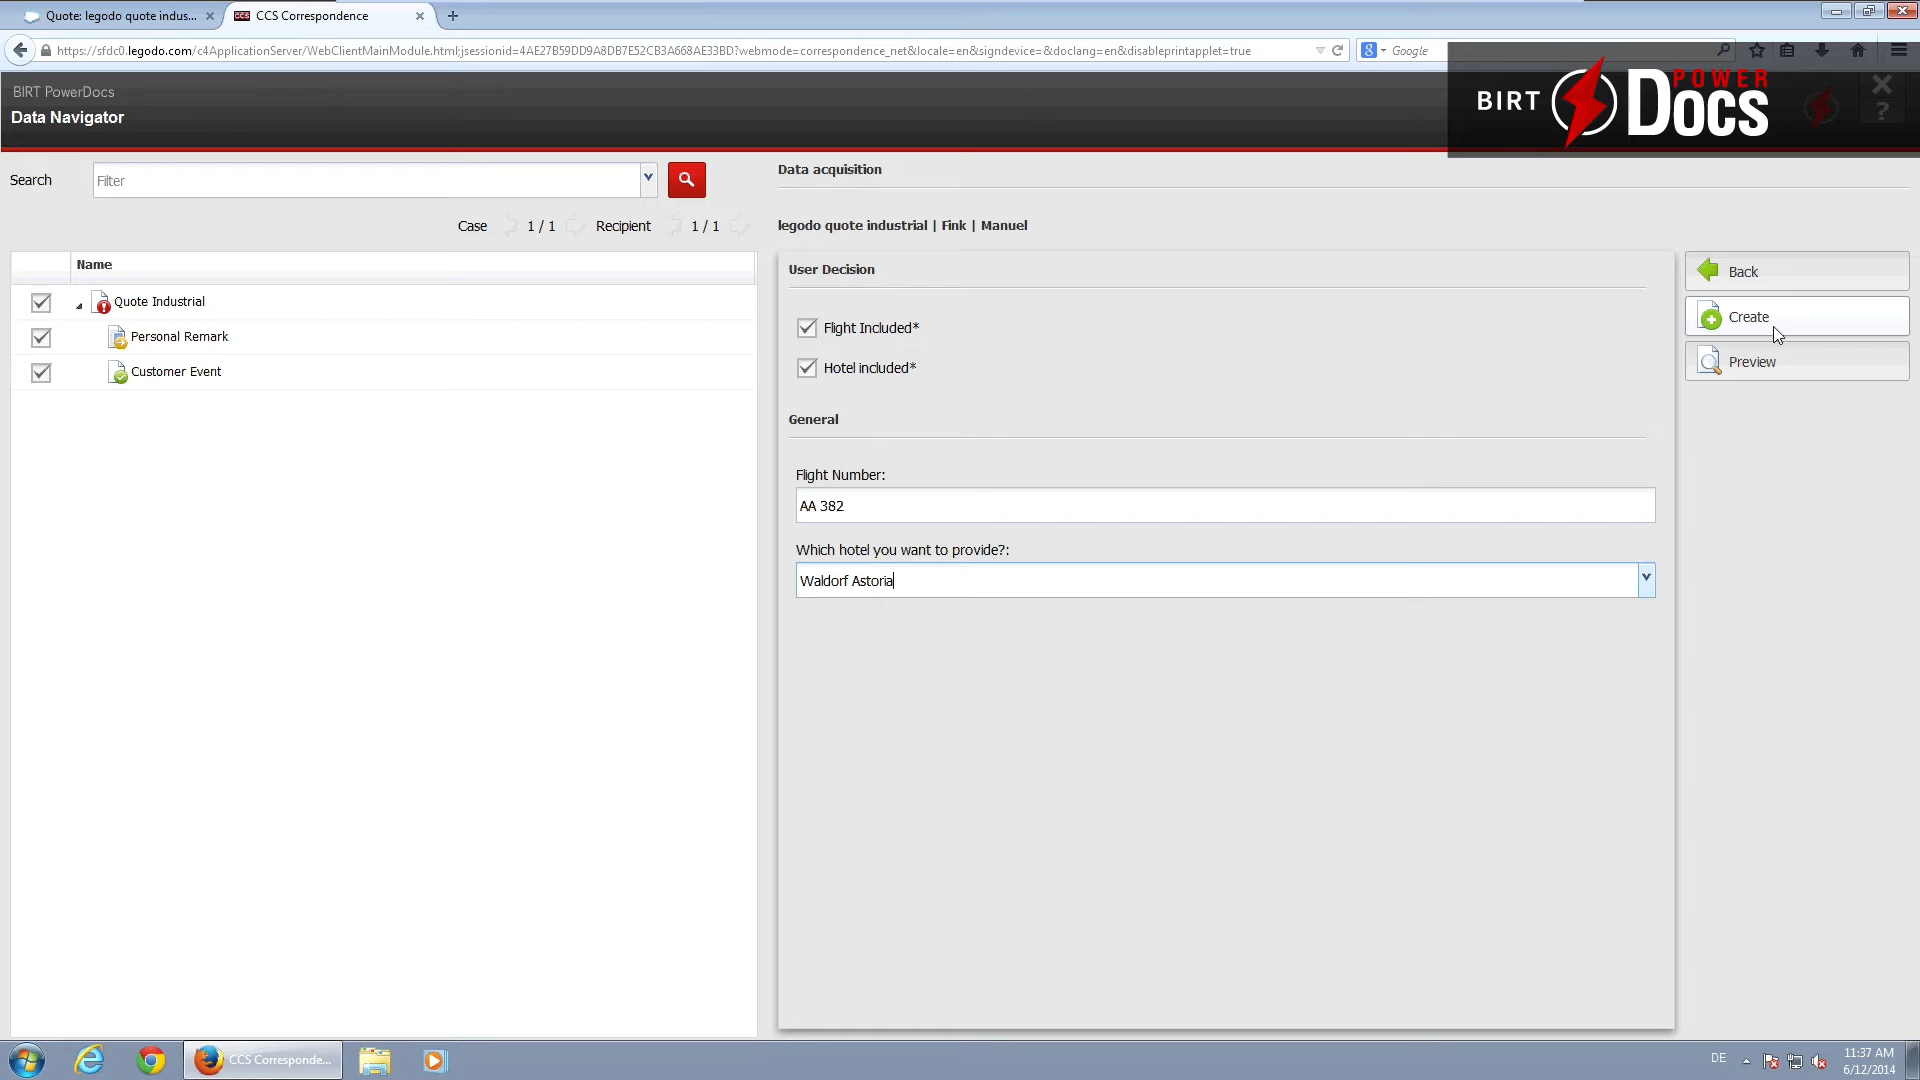 Quote: legodo quote indus...
CCS CCS Correspondence
https://sfdc0.legodo.com/c4ApplicationServer/WebClientMainModule.html;jsessionid=4AE27B59DD9A8DB7E52CB3A668AE33BD?webmode=correspondence_net&locale=en&signdevice=&doclang=en&disableprintapplet=true
8 Google
BIRT PowerDocs
Data Navigator
BIRT POWER Docs
?
Search
Filter
Data acquisition
Case 1 / 1 Recipient 1 / 1
legodo quote industrial | Fink | Manuel
Name
Quote Industrial
Personal Remark
Customer Event
User Decision
Flight Included*
Hotel included*
General
Flight Number:
AA 382
Which hotel you want to provide?:
Waldorf Astoria
Back
Create
Preview
CCS Corresponde...
DE
11:37 AM
6/12/2014